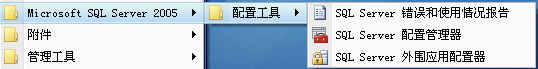 Microsoft SQL Server 2005
附件
管理工具
配置工具
SQL Server 错误和使用情况报告
SQL Server 配置管理器
SQL Server 外围应用配置器